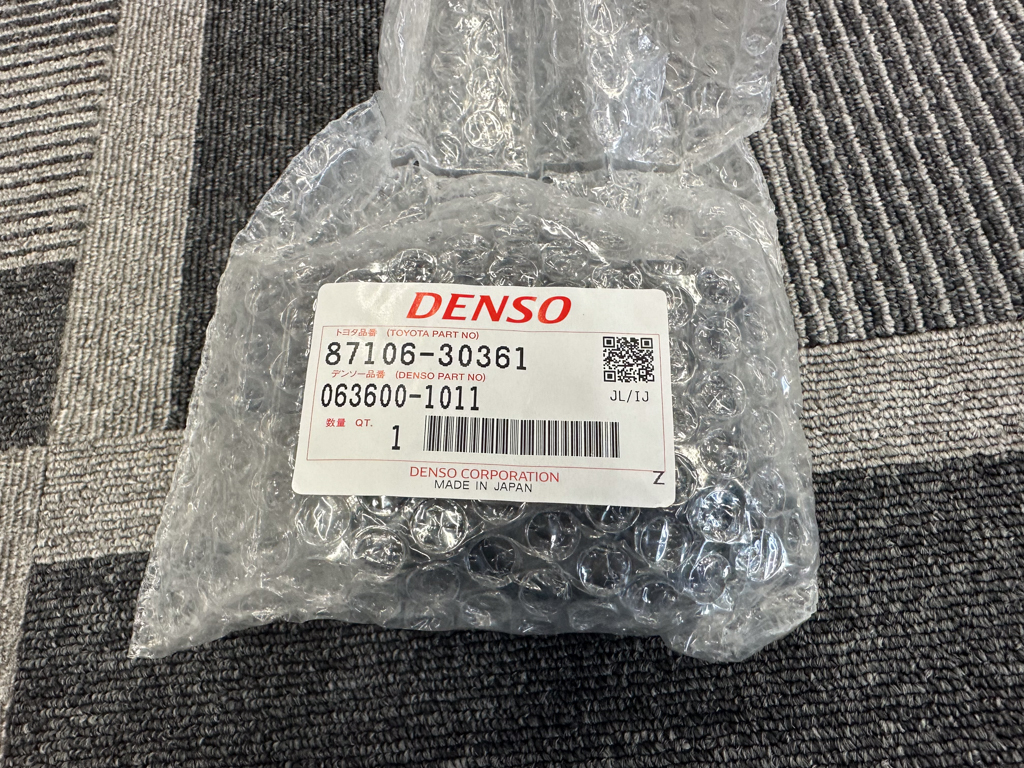 DENSO
トヨタ品番 (TOYOTA PART NO)
87106-30361
デンソー品番 (DENSO PART NO)
063600-1011
JL/IJ
数量 QT. 1
DENSO CORPORATION
MADE IN JAPAN
Z